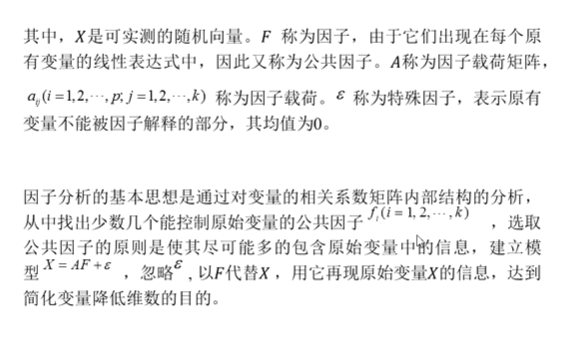 其中，X是可实测的随机向量。F 称为因子，由于它们出现在每个原
有变量的线性表达式中，因此又称为公共因子。A称为因子载荷矩阵，
a_{ij}(i=1,2,⋯,p; j=1,2,⋯,k) 称为因子载荷。ε 称为特殊因子，表示原有
变量不能被因子解释的部分，其均值为0。
因子分析的基本思想是通过对变量的相关系数矩阵内部结构的分析，
从中找出少数几个能控制原始变量的公共因子 f_i(i=1,2,⋯,k) ，选取
公共因子的原则是使其尽可能多的包含原始变量中的信息，建立模
型 X=AF+ε ，忽略ε ，以F代替X，用它再现原始变量X的信息，达到
简化变量降低维数的目的。